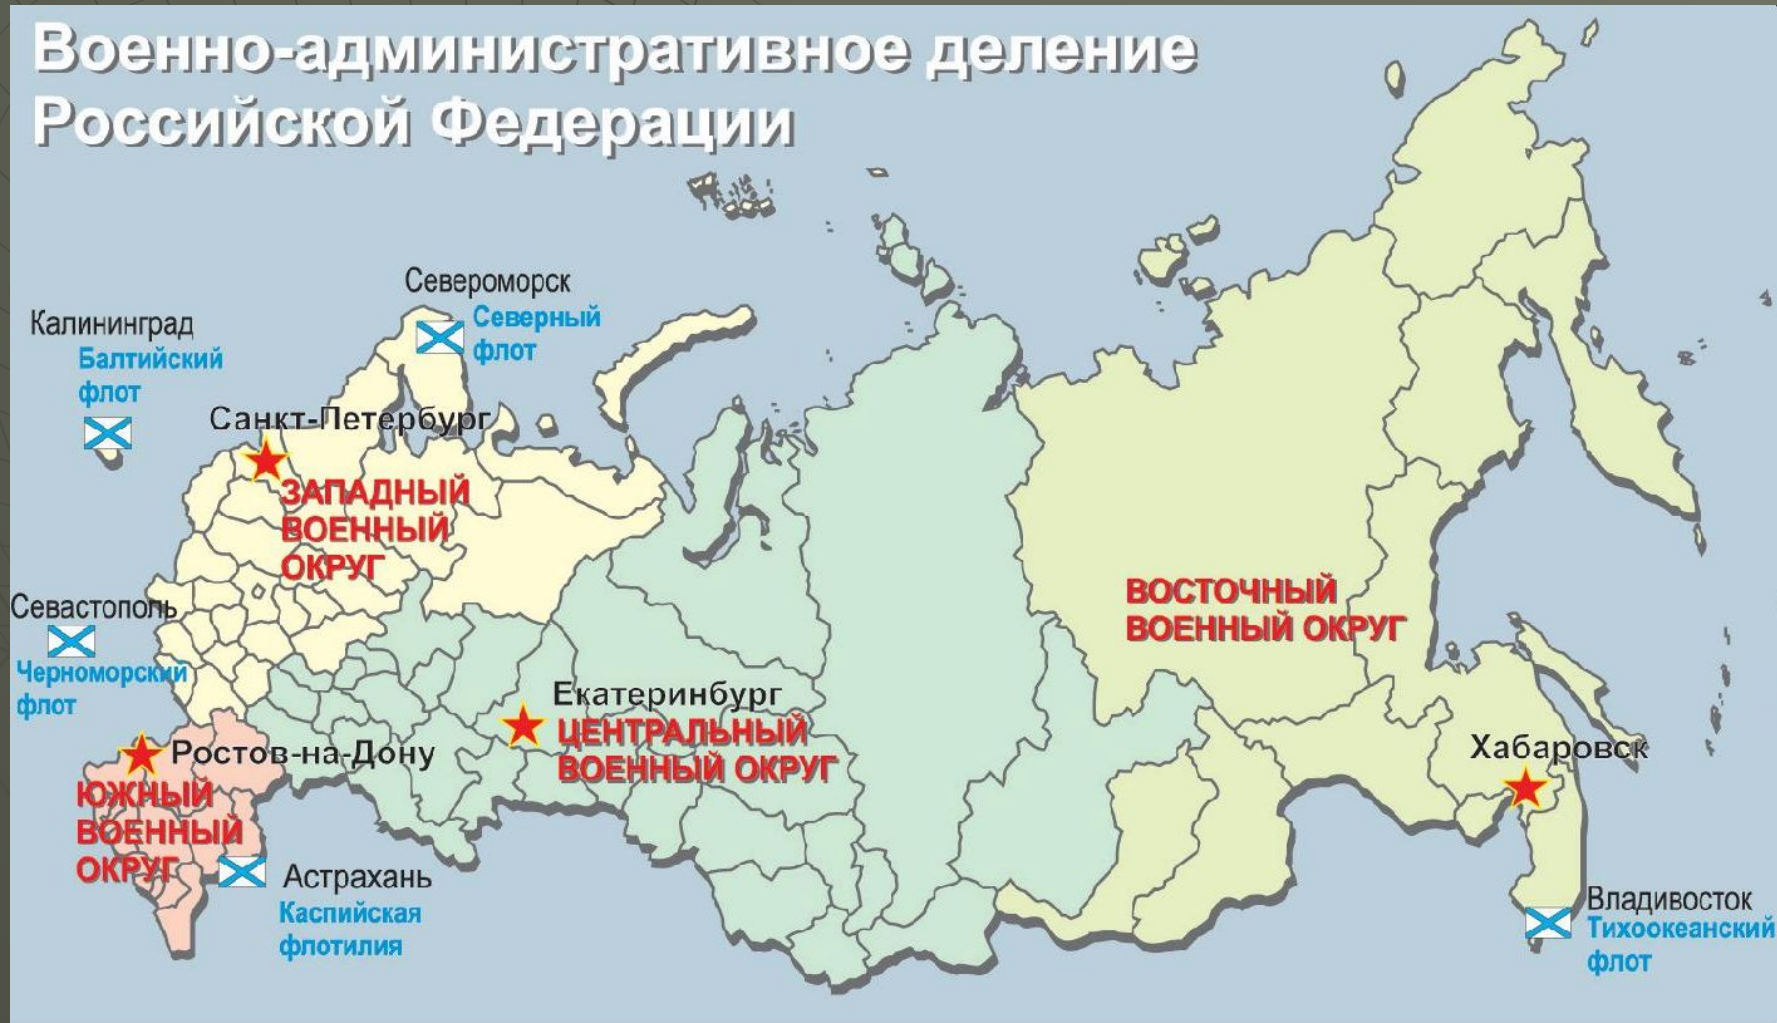 Военно-административное деление
Российской Федерации
Североморск
Северный
флот
Калининград
Балтийский
флот
Санкт-Петербург
ЗАПАДНЫЙ
ВОЕННЫЙ
ОКРУГ
Севастополь
Черноморский
флот
ВОСТОЧНЫЙ
ВОЕННЫЙ ОКРУГ
Екатеринбург
ЦЕНТРАЛЬНЫЙ
ВОЕННЫЙ ОКРУГ
Ростов-на-Дону
ЮЖНЫЙ
ВОЕННЫЙ
ОКРУГ
Хабаровск
Астрахань
Каспийская
флотилия
Владивосток
Тихоокеанский
флот